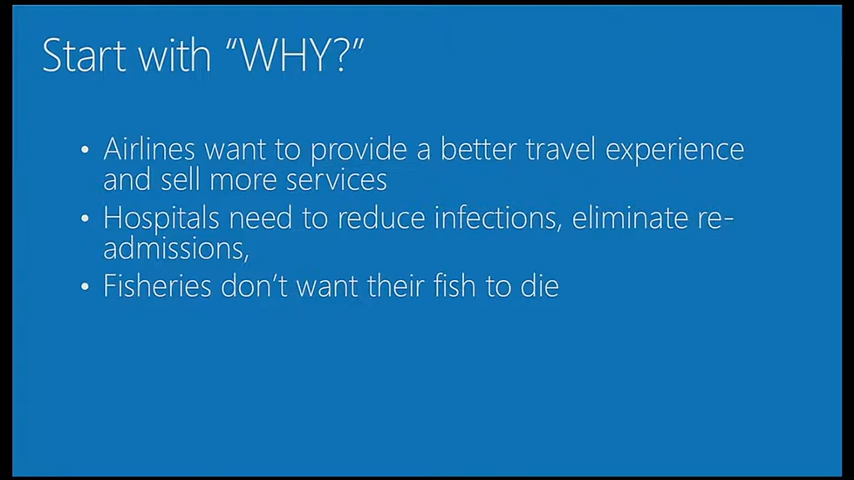 Start with “WHY?”
• Airlines want to provide a better travel experience
and sell more services
• Hospitals need to reduce infections, eliminate re-
admissions,
• Fisheries don’t want their fish to die